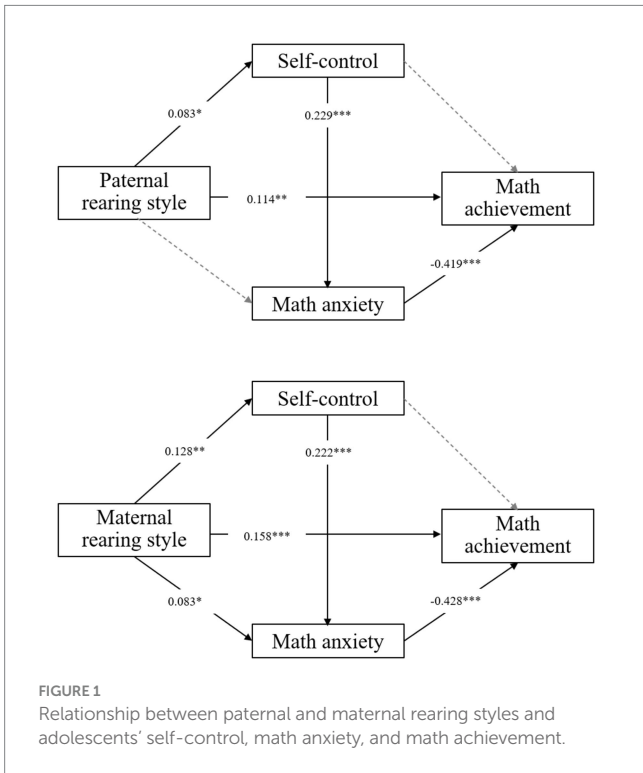 Self-control
0.083*
0.229***
Paternal
rearing style
0.114**
Math
achievement
-0.419***
Math anxiety
Self-control
0.128**
0.222***
Maternal
rearing style
0.158***
Math
achievement
0.083*
-0.428***
Math anxiety
FIGURE 1
Relationship between paternal and maternal rearing styles and
adolescents’ self-control, math anxiety, and math achievement.